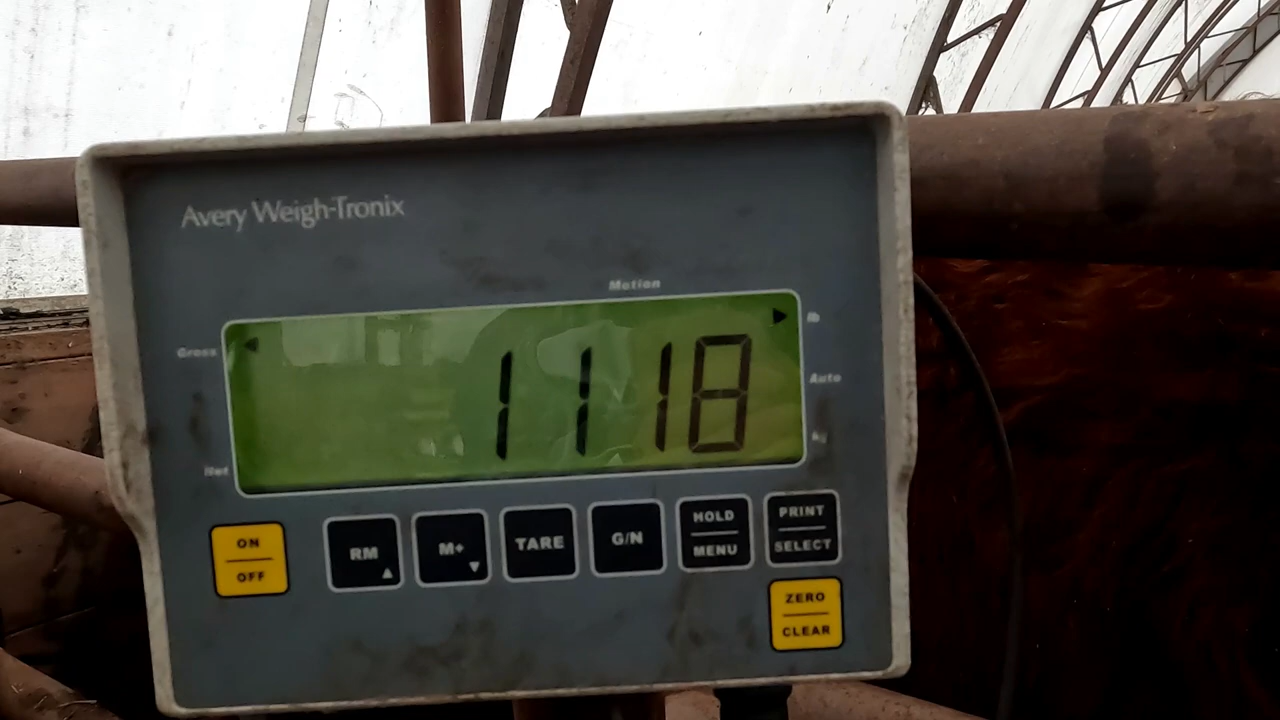 Avery Weigh-Tronix
Motion
lb
Gross
1118
Auto
kg
Net
ON
OFF
RM
M+
TARE
G/N
HOLD
MENU
PRINT
SELECT
ZERO
CLEAR